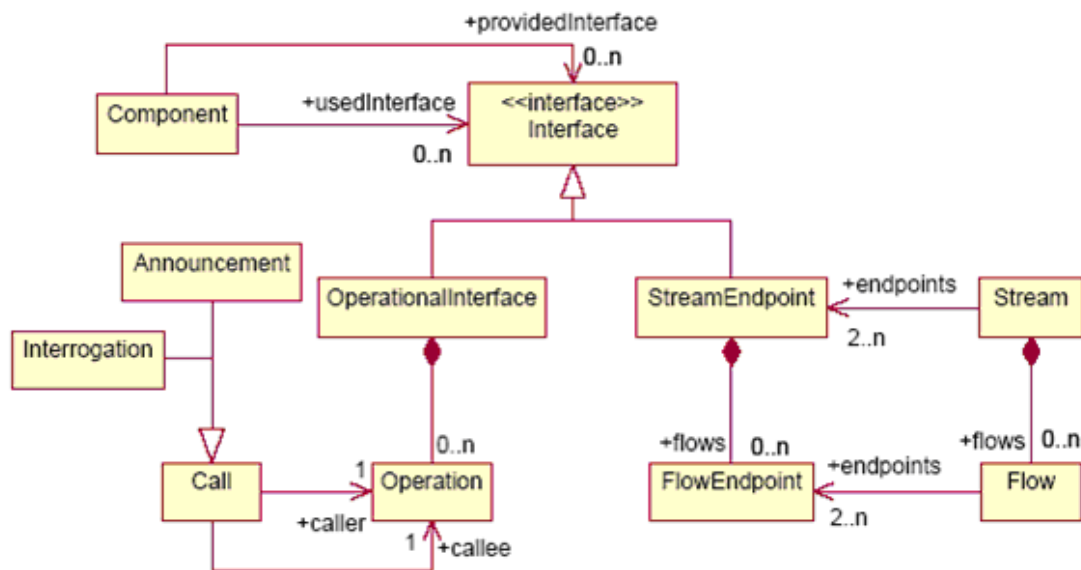 +providedInterface
0..n
Component
+usedInterface
0..n
<<interface>>
Interface
Announcement
Interrogation
OperationalInterface
StreamEndpoint
+endpoints
2..n
Stream
0..n
+flows
0..n
+flows
0..n
Call
1
+caller
Operation
1
+callee
FlowEndpoint
+endpoints
2..n
Flow